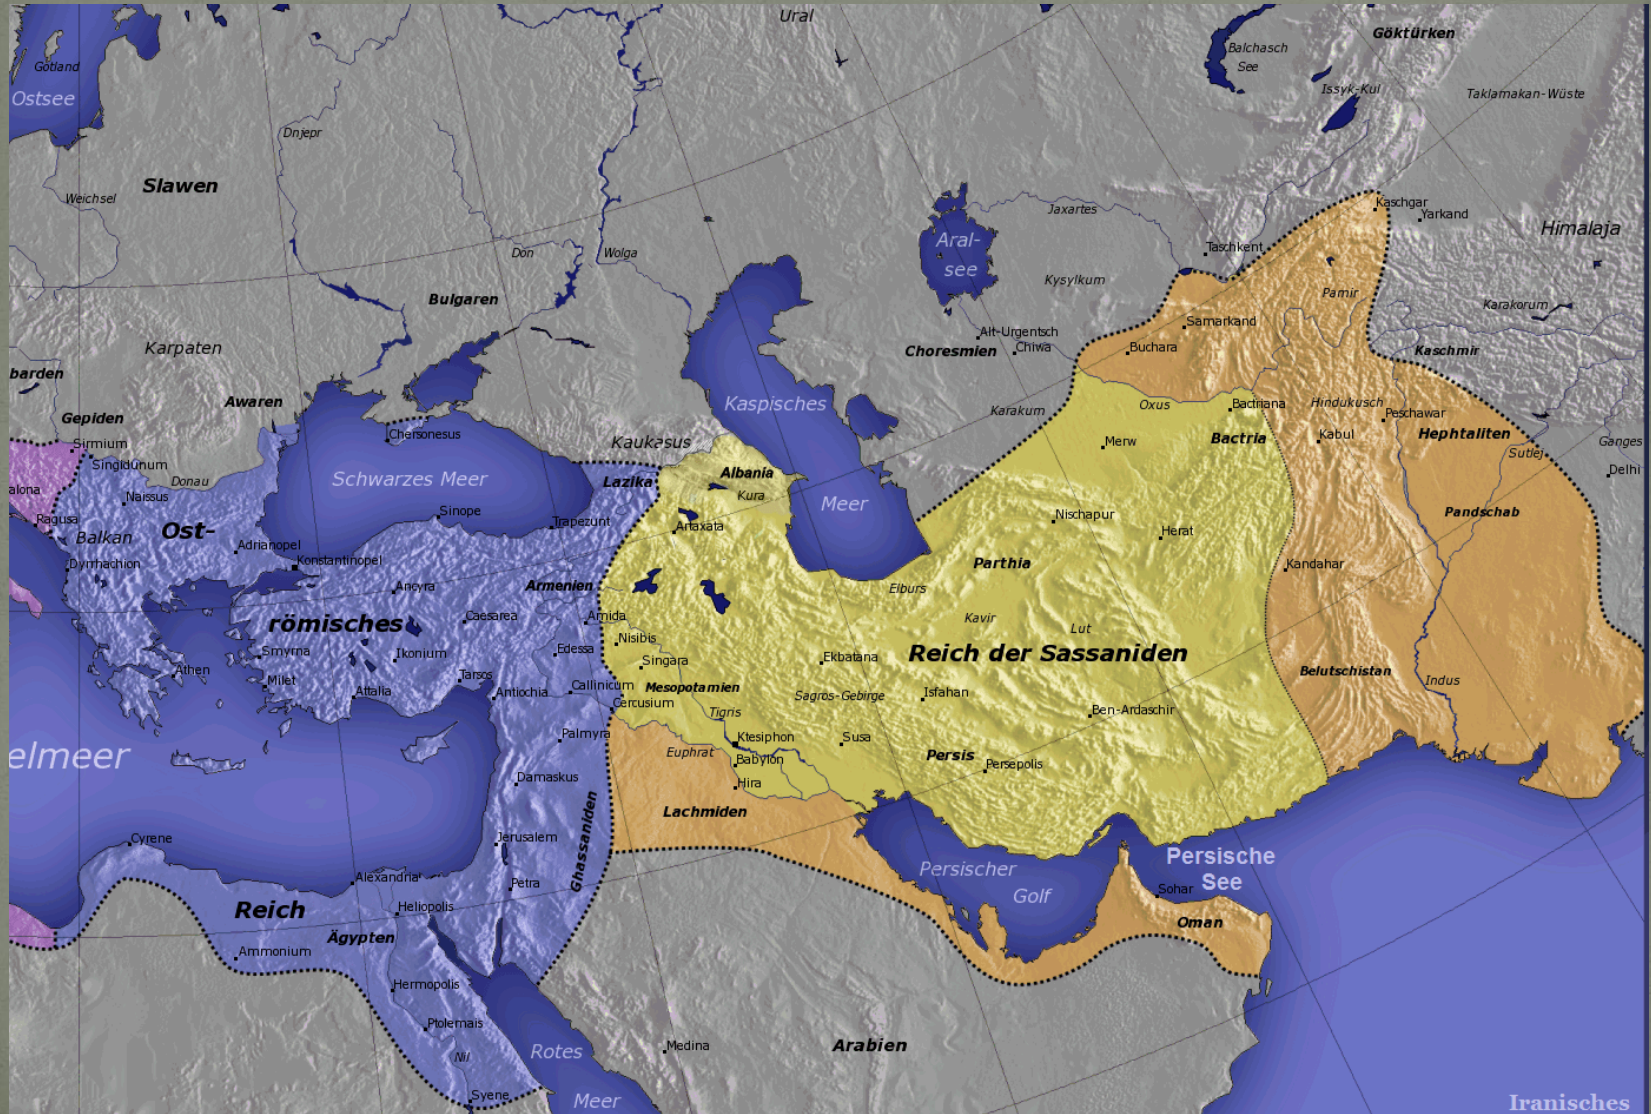 Ural
Göktürken
Balchasch
See
Gotland
Ostsee
Issyk-Kul
Taklamakan-Wüste
Dnjepr
Slawen
Weichsel
Kaschgar
Yarkand
Jaxartes
Himalaja
Aral-
see
Taschkent
Don
Wolga
Kysylkum
Pamir
Bulgaren
Karakorum
Samarkand
Alt-Urgentsch
Chiwa
Choresmien
Buchara
Karpaten
Kaschmir
barden
Awaren
Kaspisches
Oxus
Bactriana
Hindukusch
Karakum
Peschawar
Gepiden
Chersonesus
Kaukasus
Merw
Bactria
Kabul
Hephtaliten
Sirmium
Ganges
Sutlej
Singidunum
Delhi
Donau
Schwarzes Meer
Lazika
Albania
Kura
alona
Naissus
Meer
Pandschab
Ragusa
Sinope
Trapezunt
Artaxata
Nischapur
Balkan
Ost-
Herat
Adrianopel
Konstantinopel
Dyrrhachion
Parthia
Kandahar
Ancyra
Armenien
Elburs
Caesarea
Amida
Kavir
römisches
Lut
Nisibis
Smyrna
Ikonium
Edessa
Singara
Ekbatana
Reich der Sassaniden
Athen
Milet
Tarsos
Belutschistan
Attalia
Antiochia
Callinicum
Mesopotamien
Sagros-Gebirge
Isfahan
Indus
Cercusium
Tigris
Ben-Ardaschir
Palmyra
Ktesiphon
Susa
elmeer
Euphrat
Babylon
Persis
Persepolis
Damaskus
Hira
Lachmiden
Ghassaniden
Cyrene
Jerusalem
Persischer
Golf
Persische
See
Alexandria
Petra
Sohar
Reich
Heliopolis
Oman
Ägypten
Ammonium
Hermopolis
Ptolemais
Medina
Arabien
Nil
Rotes
Meer
Syene
Iranisches